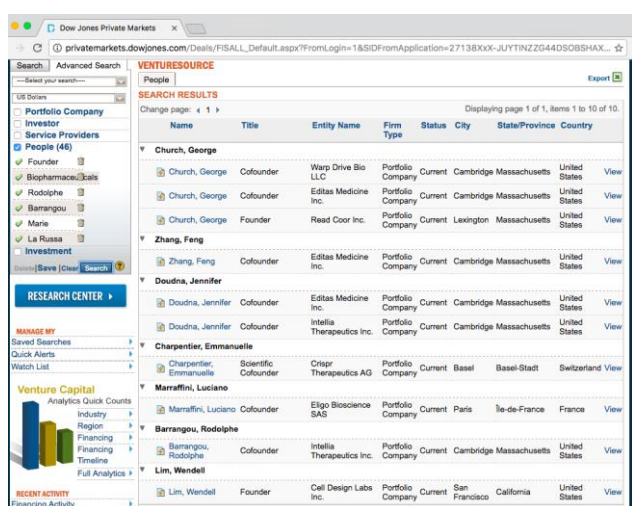 Dow Jones Private Markets
privatemarkets.dowjones.com/Deals/FISALL_Default.aspx?FromLogin=1&SIDFromApplication=27138XxX-JUYTINZZG44DSOBSHAX...
Search Advanced Search
----Select your search----
US Dollars
Portfolio Company
Investor
Service Providers
People (46)
Founder
Biopharmaceuticals
Rodolphe
Barrangou
Marie
La Russa
Investment
Delete|Save |Clear Search ?
RESEARCH CENTER
MANAGE MY
Saved Searches
Quick Alerts
Watch List
Venture Capital
Analytics Quick Counts
Industry
Region
Financing
Financing
Timeline
Full Analytics
RECENT ACTIVITY
Financing Activity
VENTURESOURCE
People
Export
SEARCH RESULTS
Change page: 1 Displaying page 1 of 1, items 1 to 10 of 10.
Name Title Entity Name Firm Type Status City State/Province Country
Church, George
Church, George Cofounder Warp Drive Bio LLC Portfolio Company Current Cambridge Massachusetts United States View
Church, George Cofounder Editas Medicine Inc. Portfolio Company Current Cambridge Massachusetts United States View
Church, George Founder Read Coor Inc. Portfolio Company Current Lexington Massachusetts United States View
Zhang, Feng
Zhang, Feng Cofounder Editas Medicine Inc. Portfolio Company Current Cambridge Massachusetts United States View
Doudna, Jennifer
Doudna, Jennifer Cofounder Editas Medicine Inc. Portfolio Company Current Cambridge Massachusetts United States View
Doudna, Jennifer Cofounder Intellia Therapeutics Inc. Portfolio Company Current Cambridge Massachusetts United States View
Charpentier, Emmanuelle
Charpentier, Emmanuelle Scientific Cofounder Crispr Therapeutics AG Portfolio Company Current Basel Basel-Stadt Switzerland View
Marraffini, Luciano
Marraffini, Luciano Cofounder Eligo Bioscience SAS Portfolio Company Current Paris Île-de-France France View
Barrangou, Rodolphe
Barrangou, Rodolphe Cofounder Intellia Therapeutics Inc. Portfolio Company Current Cambridge Massachusetts United States View
Lim, Wendell
Lim, Wendell Founder Cell Design Labs Inc. Portfolio Company Current San Francisco California United States View